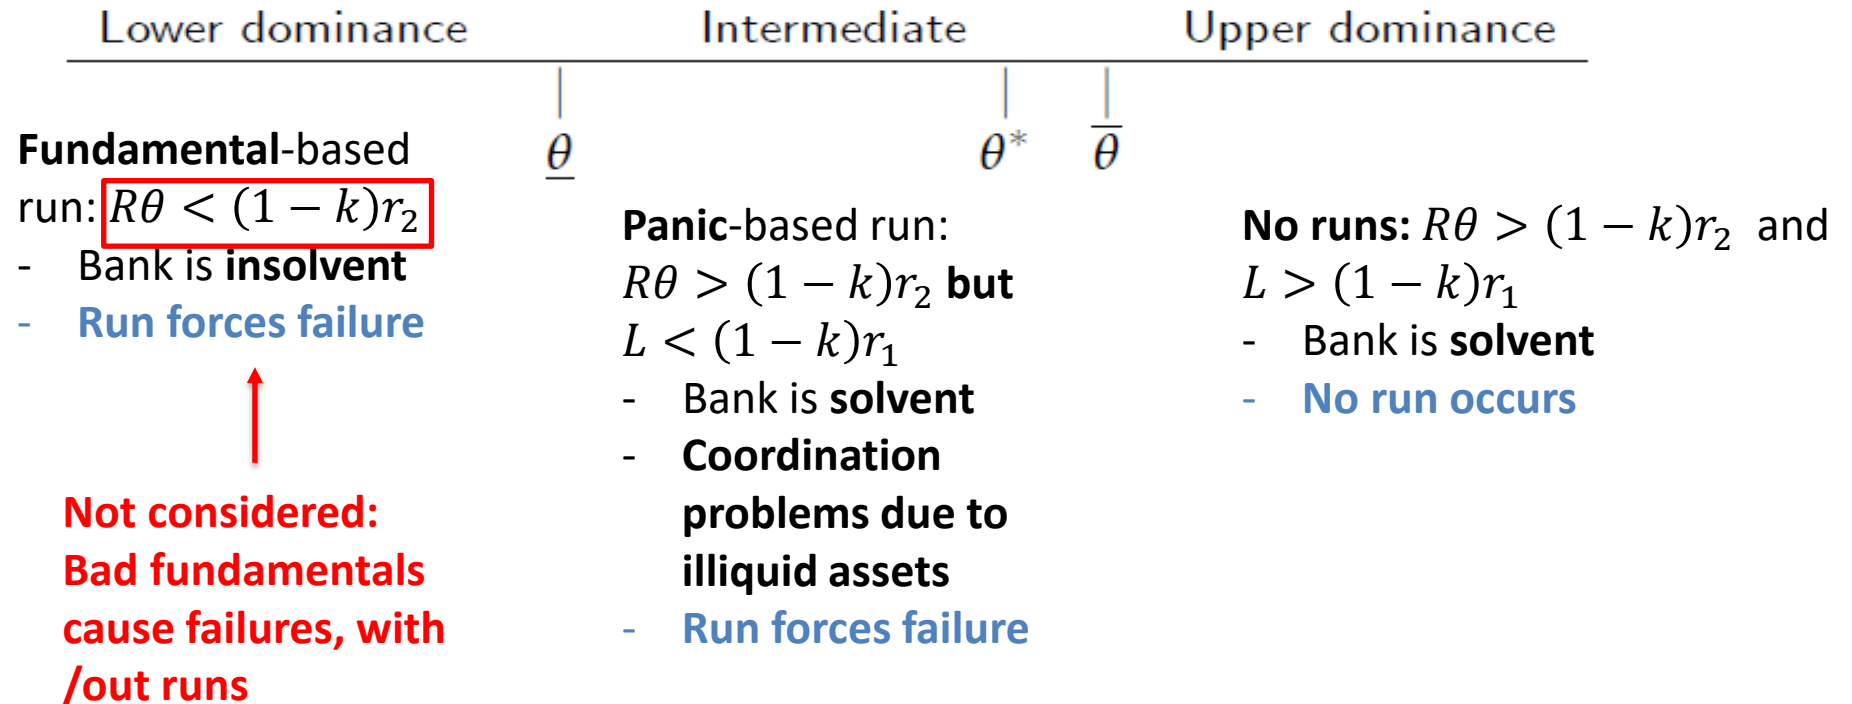 Lower dominance Intermediate Upper dominance
θ̲ θ* θ̅
Fundamental-based
run: Rθ < (1 − k)r₂
- Bank is insolvent
- Run forces failure
Not considered:
Bad fundamentals
cause failures, with
/out runs
Panic-based run:
Rθ > (1 − k)r₂ but
L < (1 − k)r₁
- Bank is solvent
- Coordination
problems due to
illiquid assets
- Run forces failure
No runs: Rθ > (1 − k)r₂ and
L > (1 − k)r₁
- Bank is solvent
- No run occurs